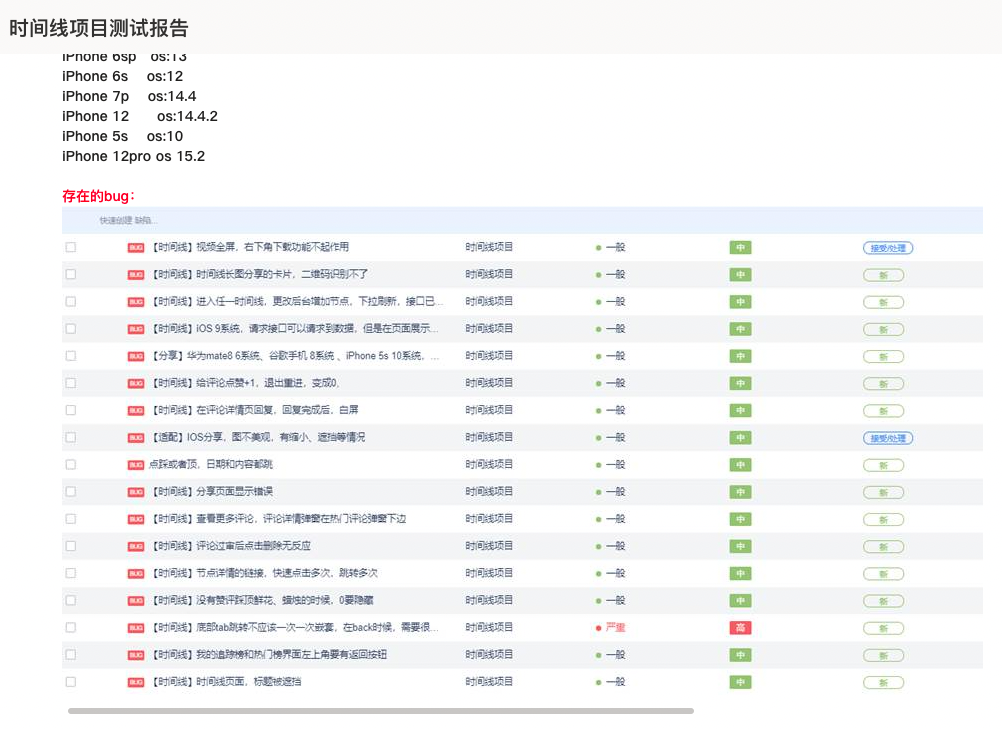 时间线项目测试报告
iPhone 6sp os:13
iPhone 6s os:12
iPhone 7p os:14.4
iPhone 12 os:14.4.2
iPhone 5s os:10
iPhone 12pro os 15.2
存在的bug：
快速创建 缺陷...
BUG 【时间线】视频全屏，右下角下载功能不起作用 时间线项目 一般 中 接受/处理
BUG 【时间线】时间线长图分享的卡片，二维码识别不了 时间线项目 一般 中 新
BUG 【时间线】进入任一时间线，更改后台增加节点，下拉刷新，接口已... 时间线项目 一般 中 新
BUG 【时间线】iOS 9系统，请求接口可以请求到数据，但是在页面展示... 时间线项目 一般 中 新
BUG 【分享】华为mate8 6系统、谷歌手机 8系统 、iPhone 5s 10系统，... 时间线项目 一般 中 新
BUG 【时间线】给评论点赞+1，退出重进，变成0， 时间线项目 一般 中 新
BUG 【时间线】在评论详情页回复，回复完成后，白屏 时间线项目 一般 中 新
BUG 【适配】IOS分享，图不美观，有缩小、遮挡等情况 时间线项目 一般 中 接受/处理
BUG 点踩或者顶，日期和内容都跳 时间线项目 一般 中 新
BUG 【时间线】分享页面显示错误 时间线项目 一般 中 新
BUG 【时间线】查看更多评论，评论详情弹窗在热门评论弹窗下边 时间线项目 一般 中 新
BUG 【时间线】评论过审后点击删除无反应 时间线项目 一般 中 新
BUG 【时间线】节点详情的链接，快速点击多次，跳转多次 时间线项目 一般 中 新
BUG 【时间线】没有赞评踩顶鲜花、蜡烛的时候，0要隐藏 时间线项目 一般 中 新
BUG 【时间线】底部tab跳转不应该一次一次嵌套，在back时候，需要很... 时间线项目 严重 高 新
BUG 【时间线】我的追踪榜和热门榜界面左上角要有返回按钮 时间线项目 一般 中 新
BUG 【时间线】时间线页面，标题被遮挡 时间线项目 一般 中 新